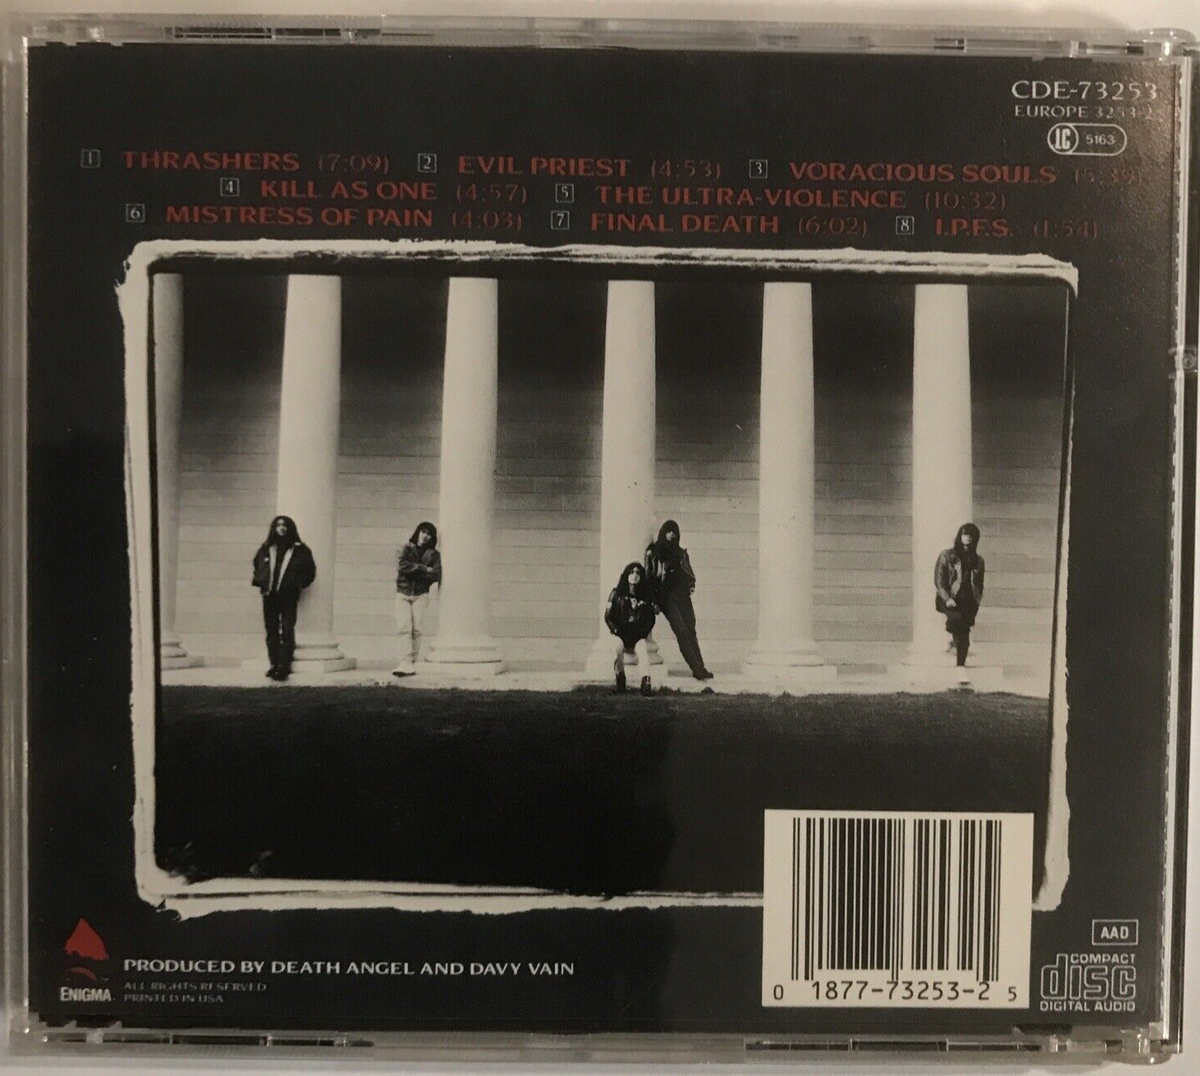 CDE-73253
EUROPE 3253-2
LC 5163
1 THRASHERS (7:09) 2 EVIL PRIEST (4:53) 3 VORACIOUS SOULS (5:39)
4 KILL AS ONE (4:57) 5 THE ULTRA-VIOLENCE (10:32)
6 MISTRESS OF PAIN (4:03) 7 FINAL DEATH (6:02) 8 I.P.F.S. (1:54)
PRODUCED BY DEATH ANGEL AND DAVY VAIN
ALL RIGHTS RESERVED
PRINTED IN USA
ENIGMA
0 1877-73253-2 5
AAD
COMPACT
disc
DIGITAL AUDIO